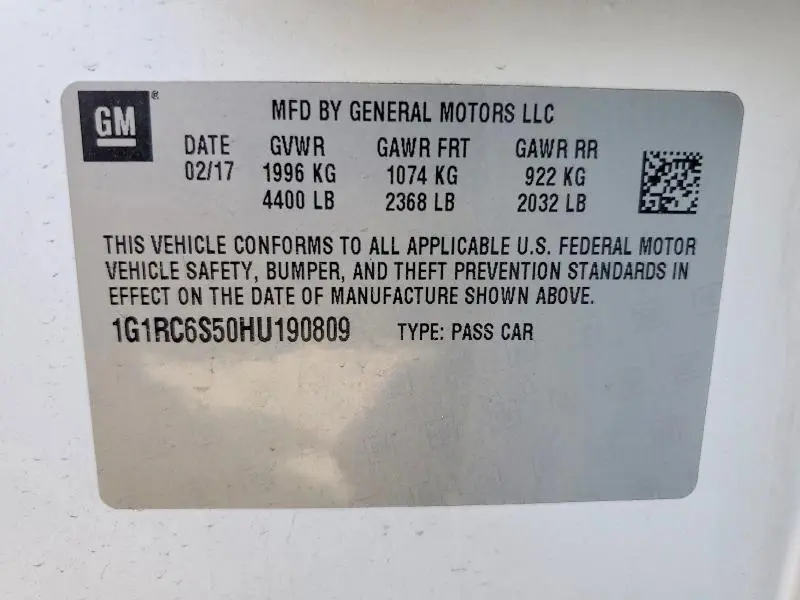 GM®
MFD BY GENERAL MOTORS LLC
DATE GVWR GAWR FRT GAWR RR
02/17 1996 KG 1074 KG 922 KG
4400 LB 2368 LB 2032 LB
THIS VEHICLE CONFORMS TO ALL APPLICABLE U.S. FEDERAL MOTOR
VEHICLE SAFETY, BUMPER, AND THEFT PREVENTION STANDARDS IN
EFFECT ON THE DATE OF MANUFACTURE SHOWN ABOVE.
1G1RC6S50HU190809 TYPE: PASS CAR